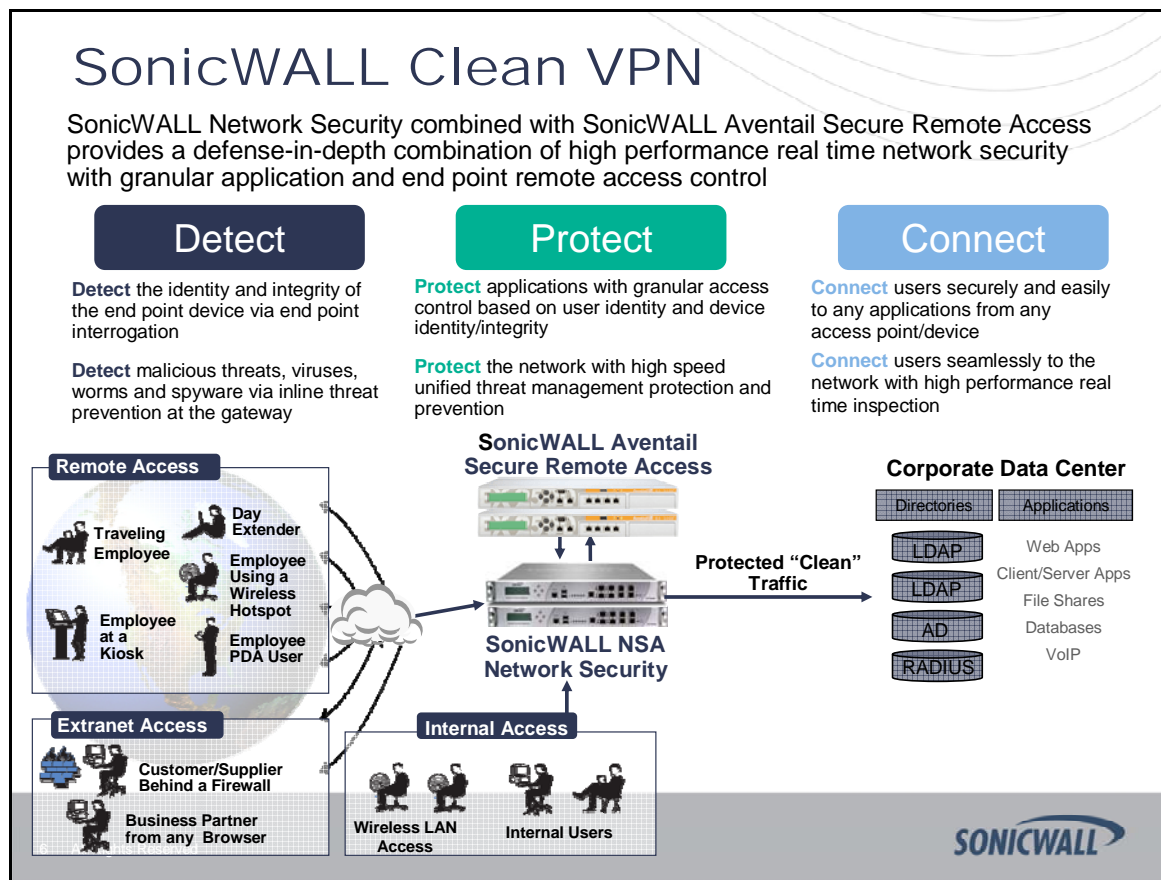 SonicWALL Clean VPN
SonicWALL Network Security combined with SonicWALL Aventail Secure Remote Access
provides a defense-in-depth combination of high performance real time network security
with granular application and end point remote access control
Detect
Detect the identity and integrity of
the end point device via end point
interrogation
Detect malicious threats, viruses,
worms and spyware via inline threat
prevention at the gateway
Protect
Protect applications with granular access
control based on user identity and device
identity/integrity
Protect the network with high speed
unified threat management protection and
prevention
Connect
Connect users securely and easily
to any applications from any
access point/device
Connect users seamlessly to the
network with high performance real
time inspection
Remote Access
Traveling
Employee
Day
Extender
Employee
Using a
Wireless
Hotspot
Employee
at a
Kiosk
Employee
PDA User
Extranet Access
Customer/Supplier
Behind a Firewall
Business Partner
from any Browser
Internal Access
Wireless LAN
Access
Internal Users
SonicWALL Aventail
Secure Remote Access
SonicWALL NSA
Network Security
Protected “Clean”
Traffic
Corporate Data Center
Directories
LDAP
LDAP
AD
RADIUS
Applications
Web Apps
Client/Server Apps
File Shares
Databases
VoIP
6
Rights Reserved
SONICWALL